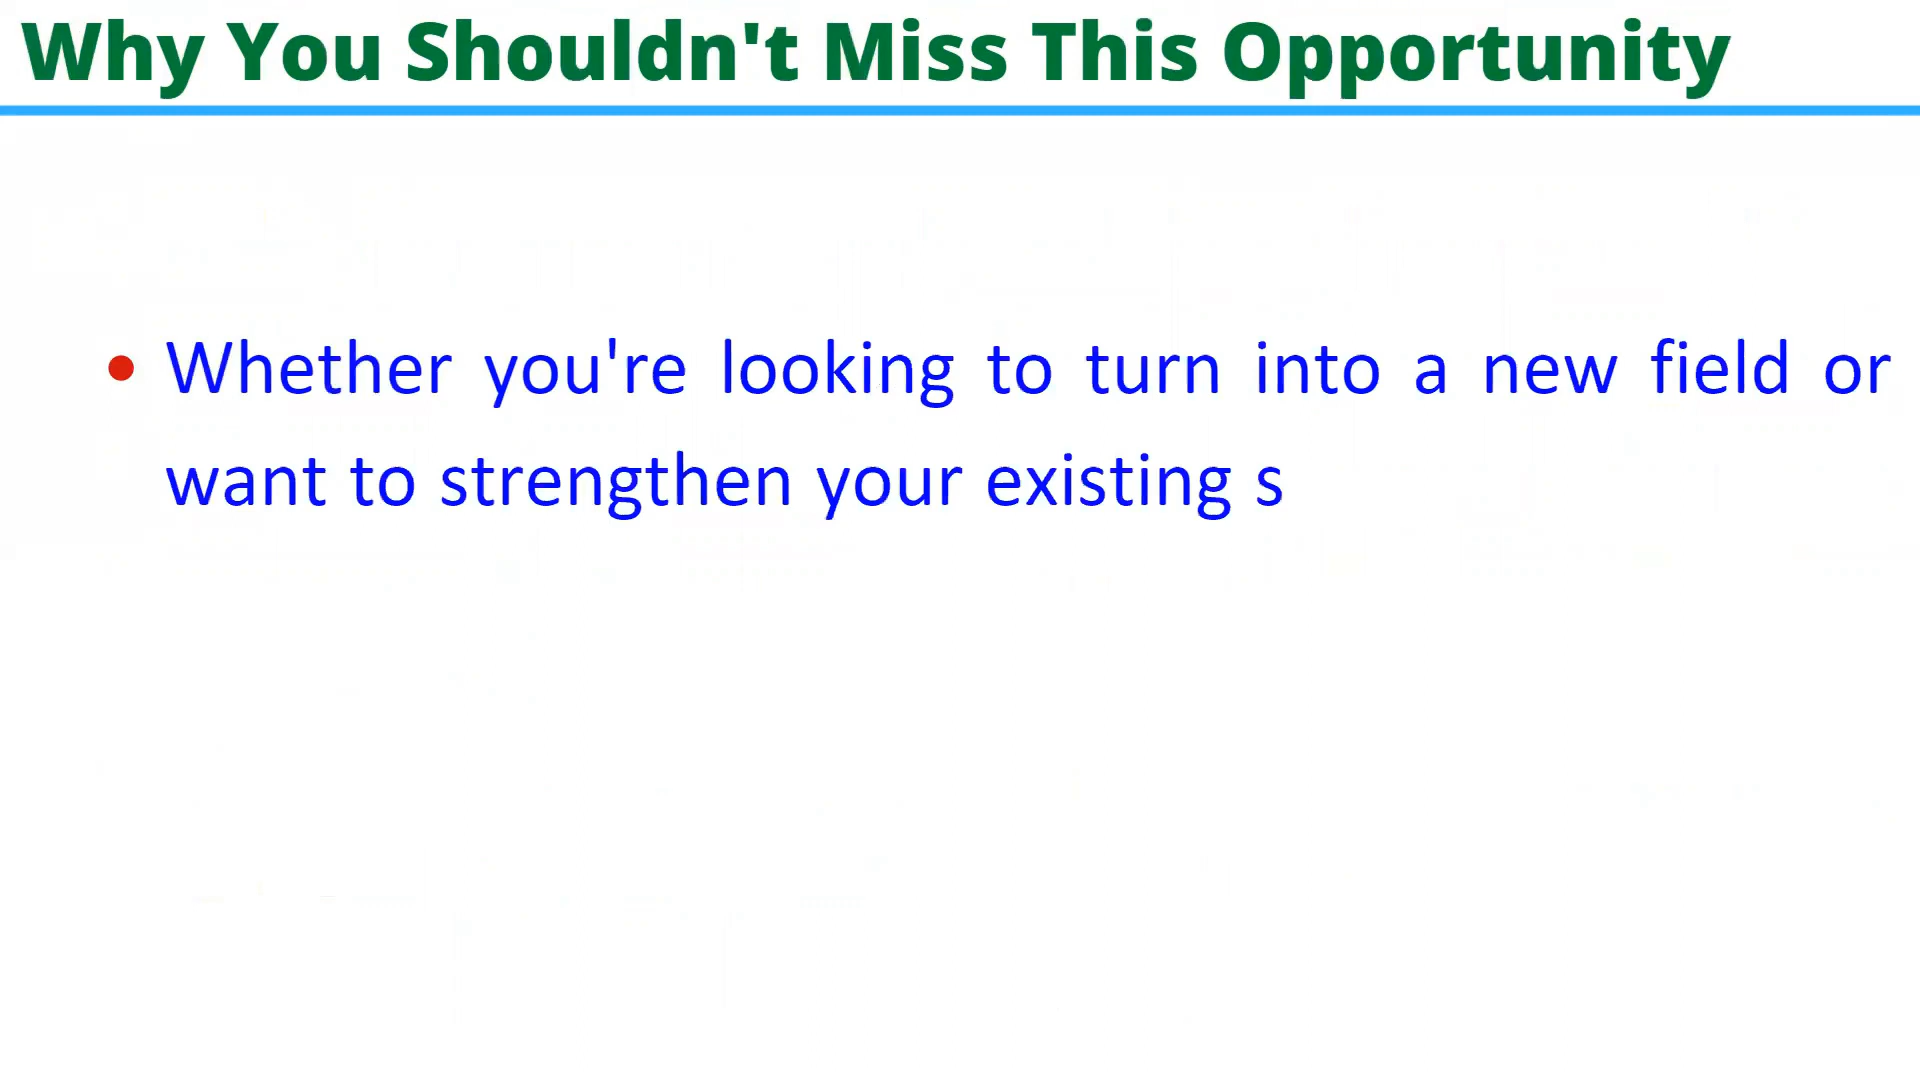 Why You Shouldn't Miss This Opportunity
• Whether you're looking to turn into a new field or
want to strengthen your existing s